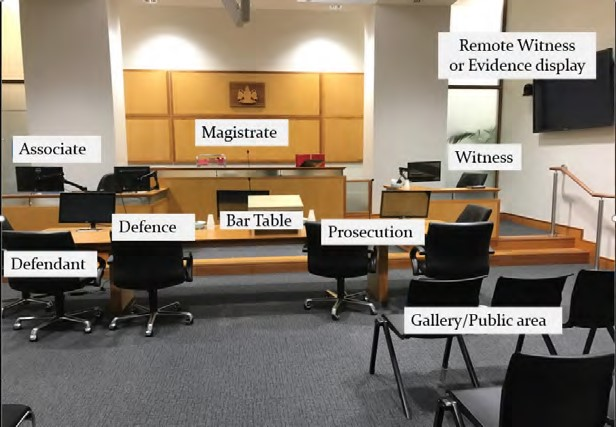 Remote Witness
or Evidence display
Magistrate
Associate
Witness
Bar Table
Defence
Prosecution
Defendant
Gallery/Public area